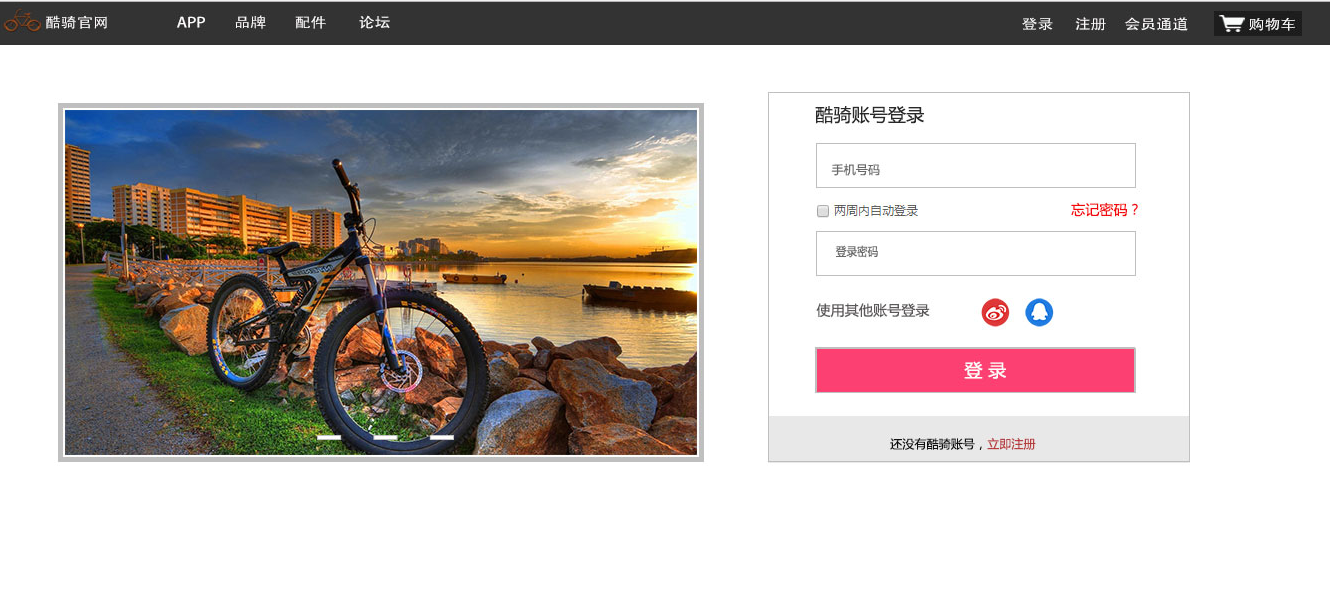 酷骑官网 APP 品牌 配件 论坛 登录 注册 会员通道 购物车
酷骑账号登录
手机号码
两周内自动登录 忘记密码？
登录密码
使用其他账号登录
登 录
还没有酷骑账号，立即注册